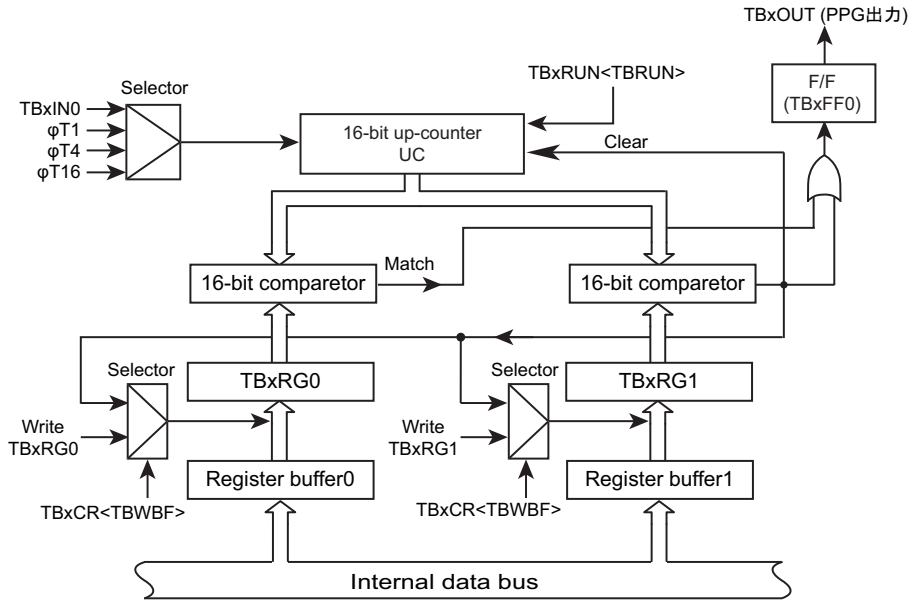 TBxOUT (PPG出力)
F/F
(TBxFF0)
TBxRUN<TBRUN>
Selector
TBxIN0
φT1
φT4
φT16
16-bit up-counter
UC
Clear
16-bit comparetor
Match
16-bit comparetor
Selector
TBxRG0
Selector
TBxRG1
Write
TBxRG0
Write
TBxRG1
Register buffer0
Register buffer1
TBxCR<TBWBF>
TBxCR<TBWBF>
Internal data bus